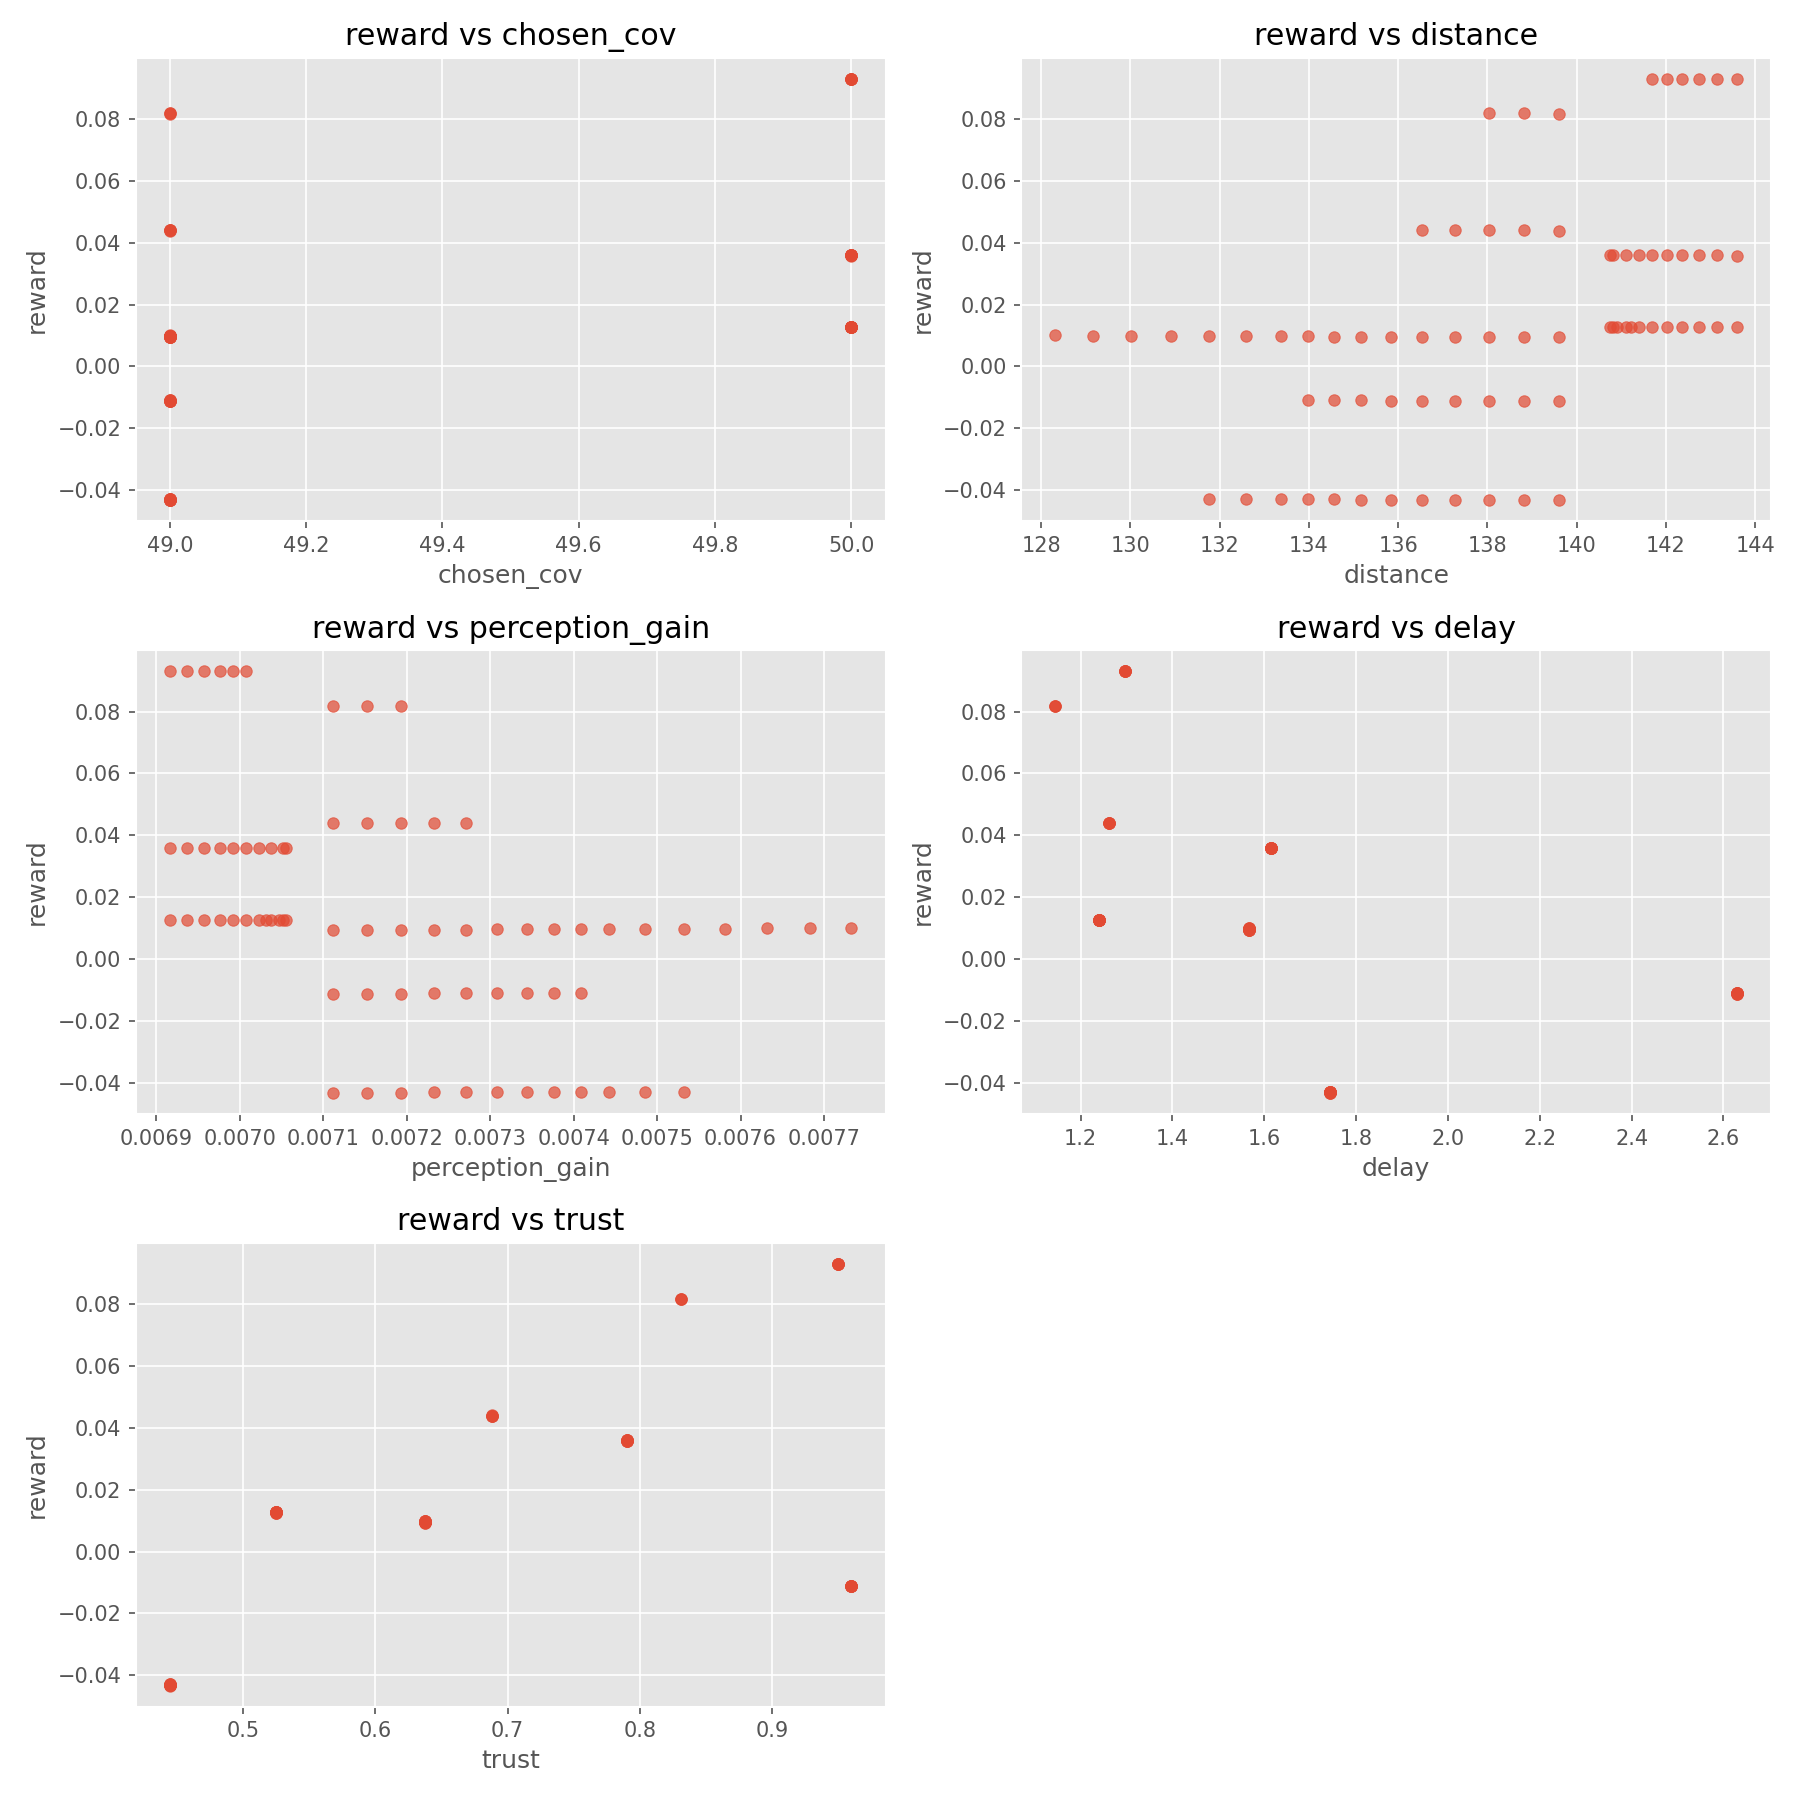 reward vs chosen_cov
reward
0.08
0.06
0.04
0.02
0.00
−0.02
−0.04
49.0 49.2 49.4 49.6 49.8 50.0
chosen_cov
reward vs distance
reward
0.08
0.06
0.04
0.02
0.00
−0.02
−0.04
128 130 132 134 136 138 140 142 144
distance
reward vs perception_gain
reward
0.08
0.06
0.04
0.02
0.00
−0.02
−0.04
0.0069 0.0070 0.0071 0.0072 0.0073 0.0074 0.0075 0.0076 0.0077
perception_gain
reward vs delay
reward
0.08
0.06
0.04
0.02
0.00
−0.02
−0.04
1.2 1.4 1.6 1.8 2.0 2.2 2.4 2.6
delay
reward vs trust
reward
0.08
0.06
0.04
0.02
0.00
−0.02
−0.04
0.5 0.6 0.7 0.8 0.9
trust